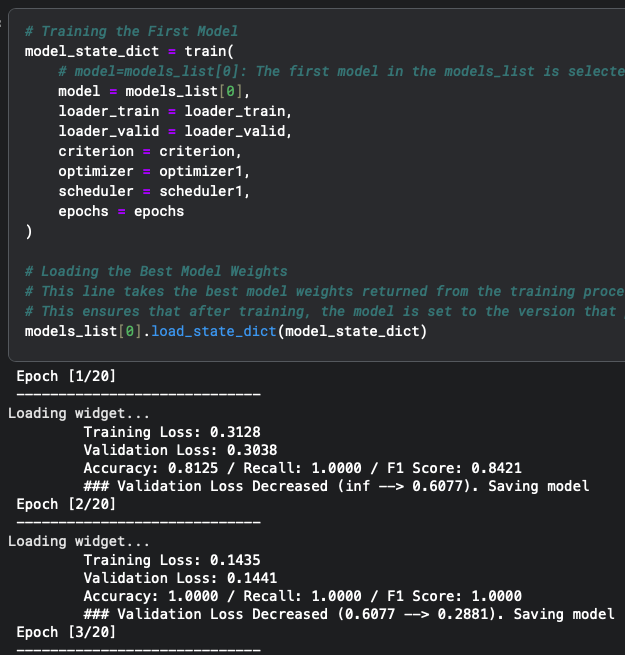 # Training the First Model
model_state_dict = train(
# model=models_list[0]: The first model in the models_list is
model = models_list[0],
loader_train = loader_train,
loader_valid = loader_valid,
criterion = criterion,
optimizer = optimizer1,
scheduler = scheduler1,
epochs = epochs
)
# Loading the Best Model Weights
# This line takes the best model weights returned from the training
# This ensures that after training, the model is set to the version that
models_list[0].load_state_dict(model_state_dict)
Epoch [1/20]
-----------------------------
Loading widget...
Training Loss: 0.3128
Validation Loss: 0.3038
Accuracy: 0.8125 / Recall: 1.0000 / F1 Score: 0.8421
### Validation Loss Decreased (inf --> 0.6077). Saving model
Epoch [2/20]
-----------------------------
Loading widget...
Training Loss: 0.1435
Validation Loss: 0.1441
Accuracy: 1.0000 / Recall: 1.0000 / F1 Score: 1.0000
### Validation Loss Decreased (0.6077 --> 0.2881). Saving model
Epoch [3/20]
-----------------------------